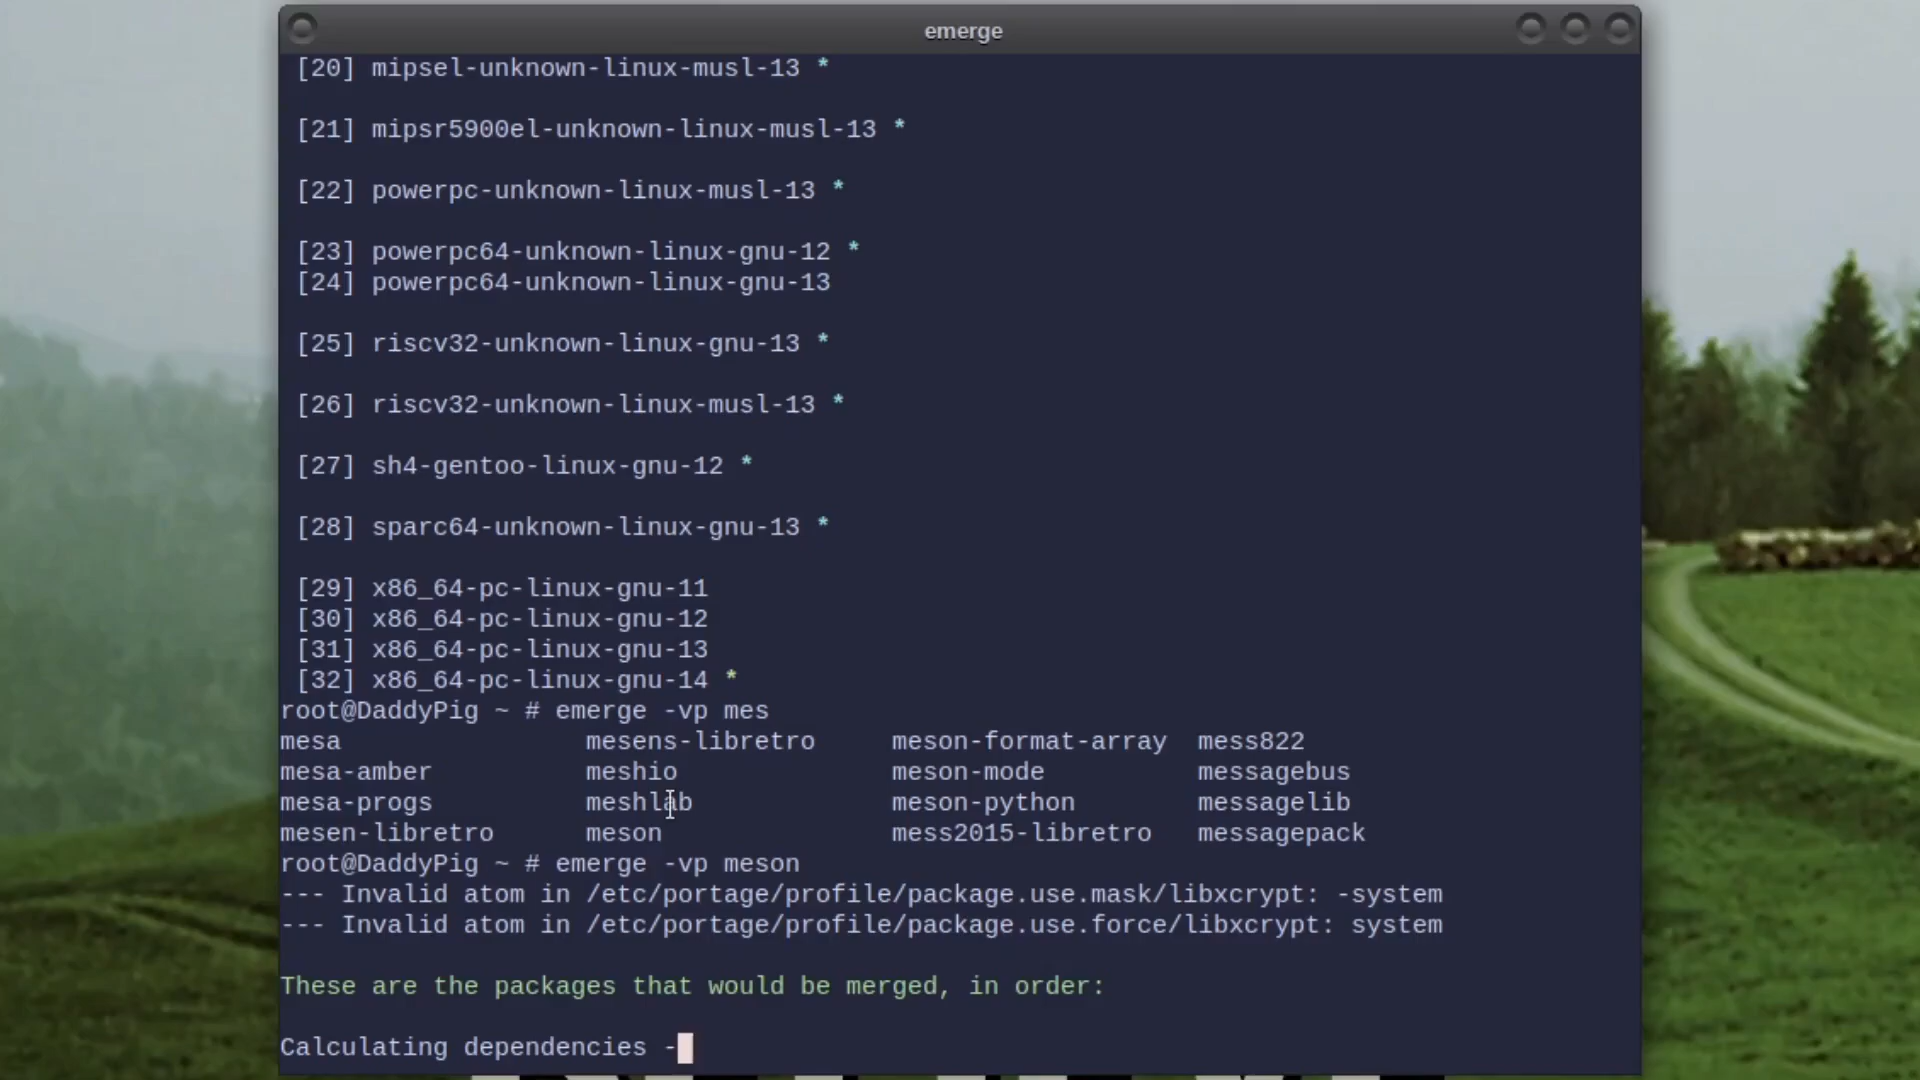 emerge
[20] mipsel-unknown-linux-musl-13 *
[21] mipsr5900el-unknown-linux-musl-13 *
[22] powerpc-unknown-linux-musl-13 *
[23] powerpc64-unknown-linux-gnu-12 *
[24] powerpc64-unknown-linux-gnu-13
[25] riscv32-unknown-linux-gnu-13 *
[26] riscv32-unknown-linux-musl-13 *
[27] sh4-gentoo-linux-gnu-12 *
[28] sparc64-unknown-linux-gnu-13 *
[29] x86_64-pc-linux-gnu-11
[30] x86_64-pc-linux-gnu-12
[31] x86_64-pc-linux-gnu-13
[32] x86_64-pc-linux-gnu-14 *
root@DaddyPig ~ # emerge -vp mes
mesa mesens-libretro meson-format-array mess822
mesa-amber meshio meson-mode messagebus
mesa-progs meshlab meson-python messagelib
mesen-libretro meson mess2015-libretro messagepack
root@DaddyPig ~ # emerge -vp meson
--- Invalid atom in /etc/portage/profile/package.use.mask/libxcrypt: -system
--- Invalid atom in /etc/portage/profile/package.use.force/libxcrypt: system
These are the packages that would be merged, in order:
Calculating dependencies -